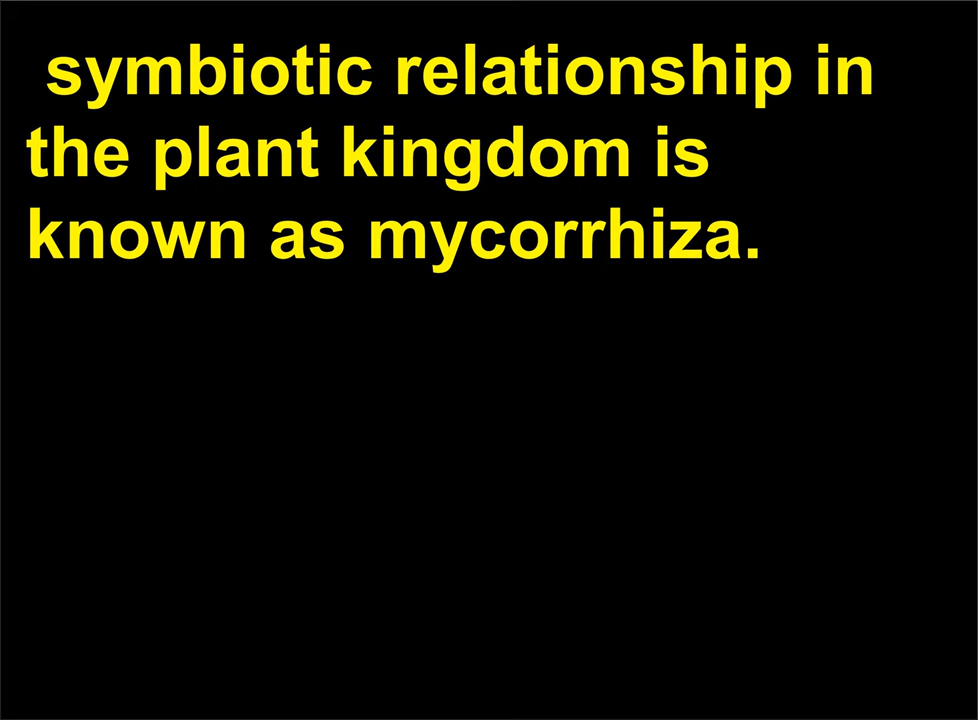 symbiotic relationship in
the plant kingdom is
known as mycorrhiza.